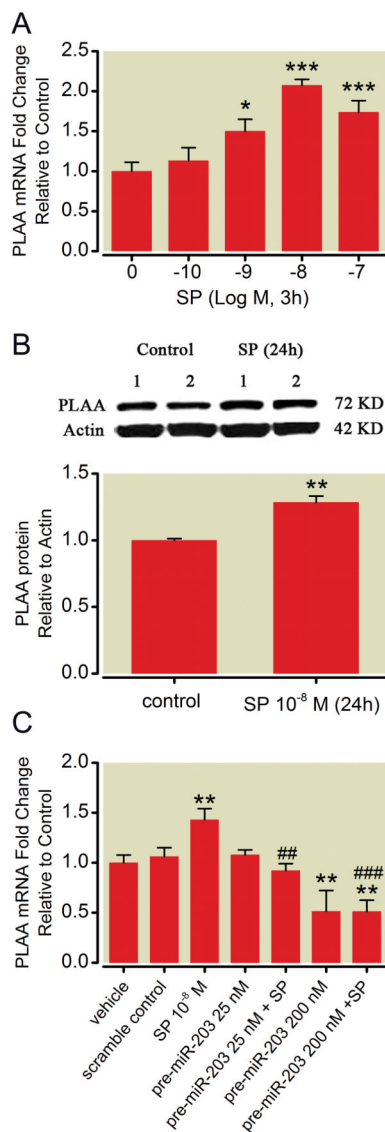 A
PLAA mRNA Fold Change
Relative to Control
2.5
2.0
1.5
1.0
0.5
0.0
*
***
***
0
-10
-9
-8
-7
SP (Log M, 3h)
B
Control
SP (24h)
1
2
1
2
PLAA
72 KD
Actin
42 KD
PLAA protein
Relative to Actin
1.5
1.0
0.5
0.0
**
control
SP 10⁻⁸ M (24h)
C
PLAA mRNA Fold Change
Relative to Control
2.0
1.5
1.0
0.5
0.0
**
##
**
###
**
vehicle
scramble control
SP 10⁻⁸ M
pre-miR-203 25 nM
pre-miR-203 25 nM + SP
pre-miR-203 200 nM
pre-miR-203 200 nM +SP